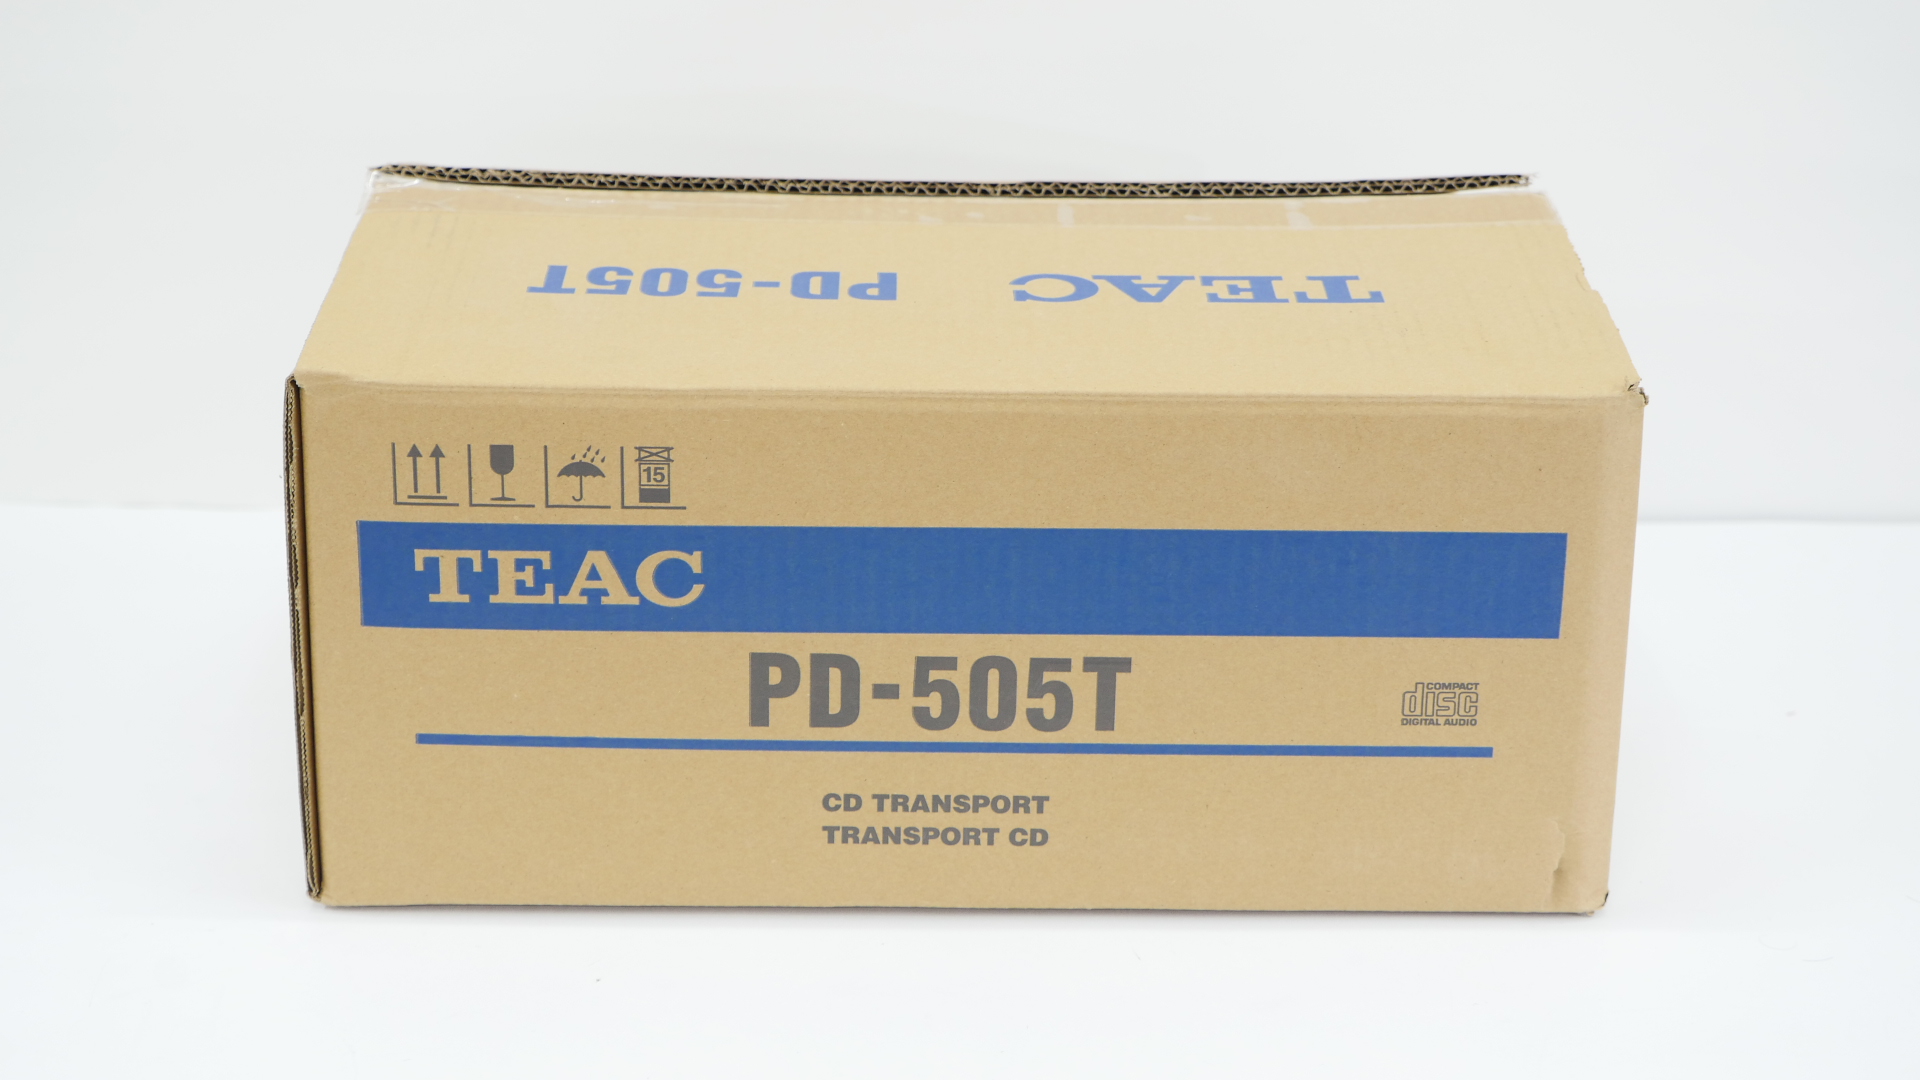 TEAC PD-505T
15
TEAC
PD-505T
COMPACT
disc
DIGITAL AUDIO
CD TRANSPORT
TRANSPORT CD